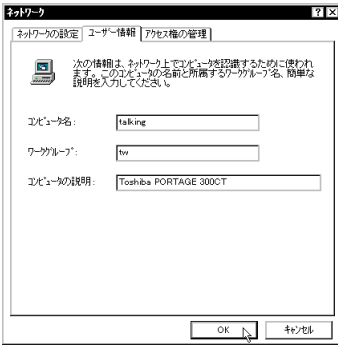 ネットワーク
ネットワークの設定 ユーザー情報 アクセス権の管理
次の情報は、ネットワーク上でコンピュータを認識するために使われ
ます。このコンピュータの名前と所属するワークグループ名、簡単な
説明を入力してください。
コンピュータ名: talking
ワークグループ: tw
コンピュータの説明: Toshiba PORTAGE 300CT
OK キャンセル